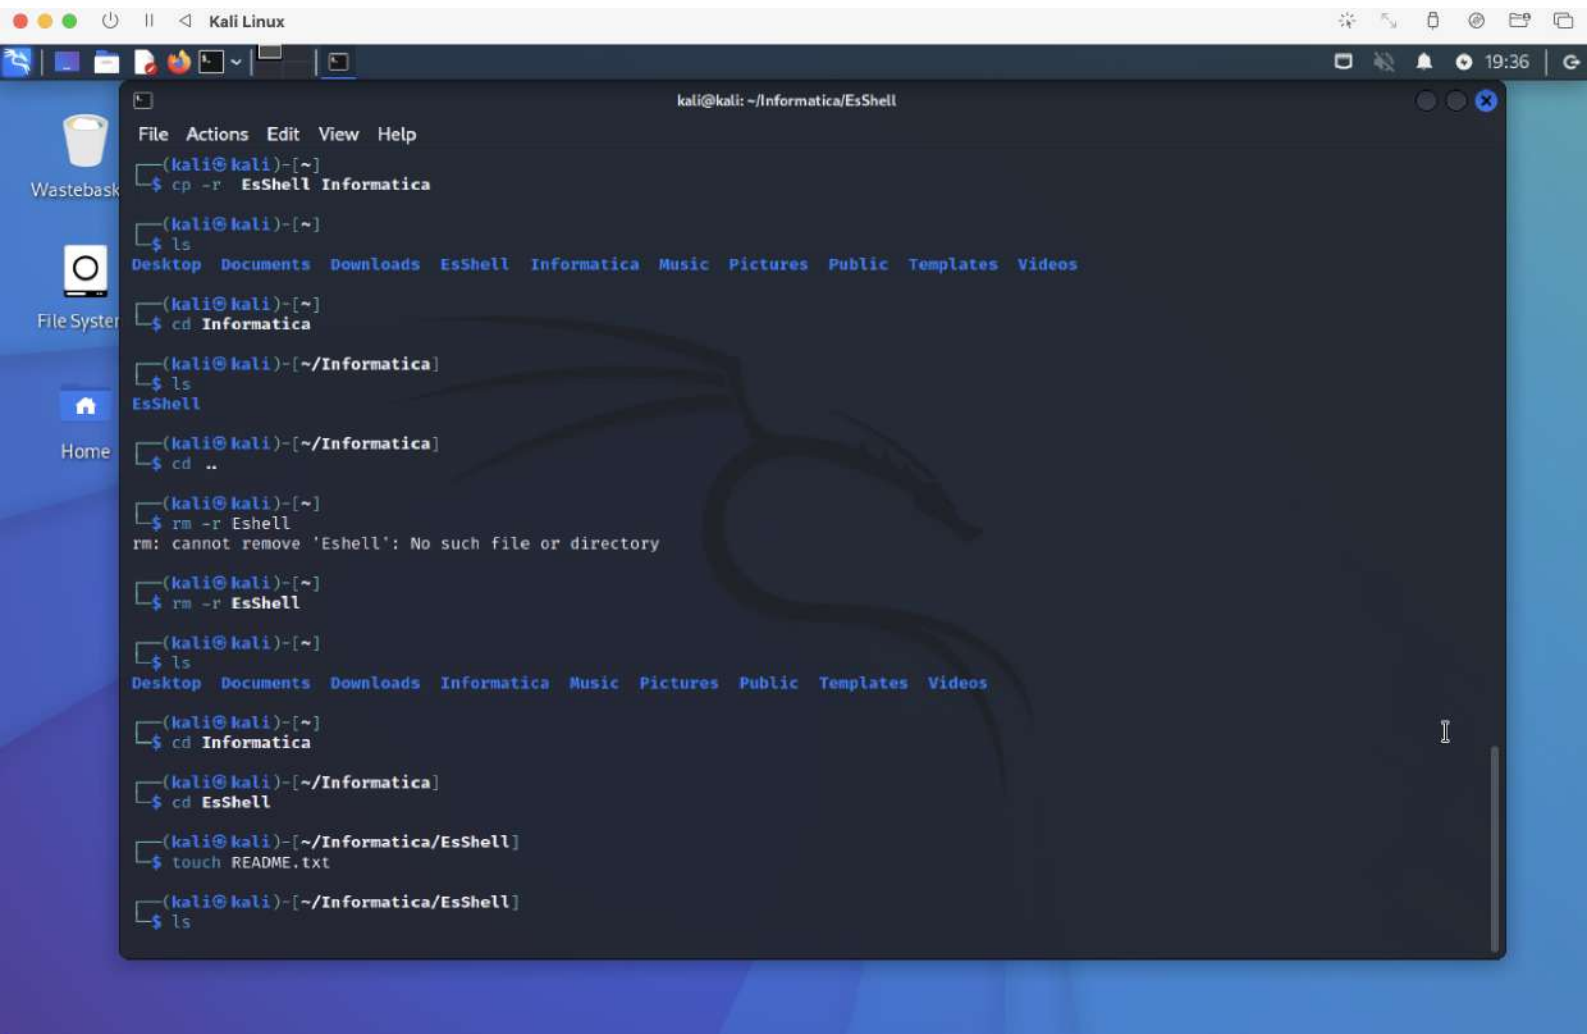 Kali Linux
19:36
kali@kali: ~/Informatica/EsShell
File Actions Edit View Help
Wastebask
File Syster
Home
┌──(kali㉿kali)-[~]
└─$ cp -r  EsShell Informatica
┌──(kali㉿kali)-[~]
└─$ ls
Desktop Documents Downloads EsShell Informatica Music Pictures Public Templates Videos
┌──(kali㉿kali)-[~]
└─$ cd Informatica
┌──(kali㉿kali)-[~/Informatica]
└─$ ls
EsShell
┌──(kali㉿kali)-[~/Informatica]
└─$ cd ..
┌──(kali㉿kali)-[~]
└─$ rm -r Eshell
rm: cannot remove 'Eshell': No such file or directory
┌──(kali㉿kali)-[~]
└─$ rm -r EsShell
┌──(kali㉿kali)-[~]
└─$ ls
Desktop Documents Downloads Informatica Music Pictures Public Templates Videos
┌──(kali㉿kali)-[~]
└─$ cd Informatica
┌──(kali㉿kali)-[~/Informatica]
└─$ cd EsShell
┌──(kali㉿kali)-[~/Informatica/EsShell]
└─$ touch README.txt
┌──(kali㉿kali)-[~/Informatica/EsShell]
└─$ ls